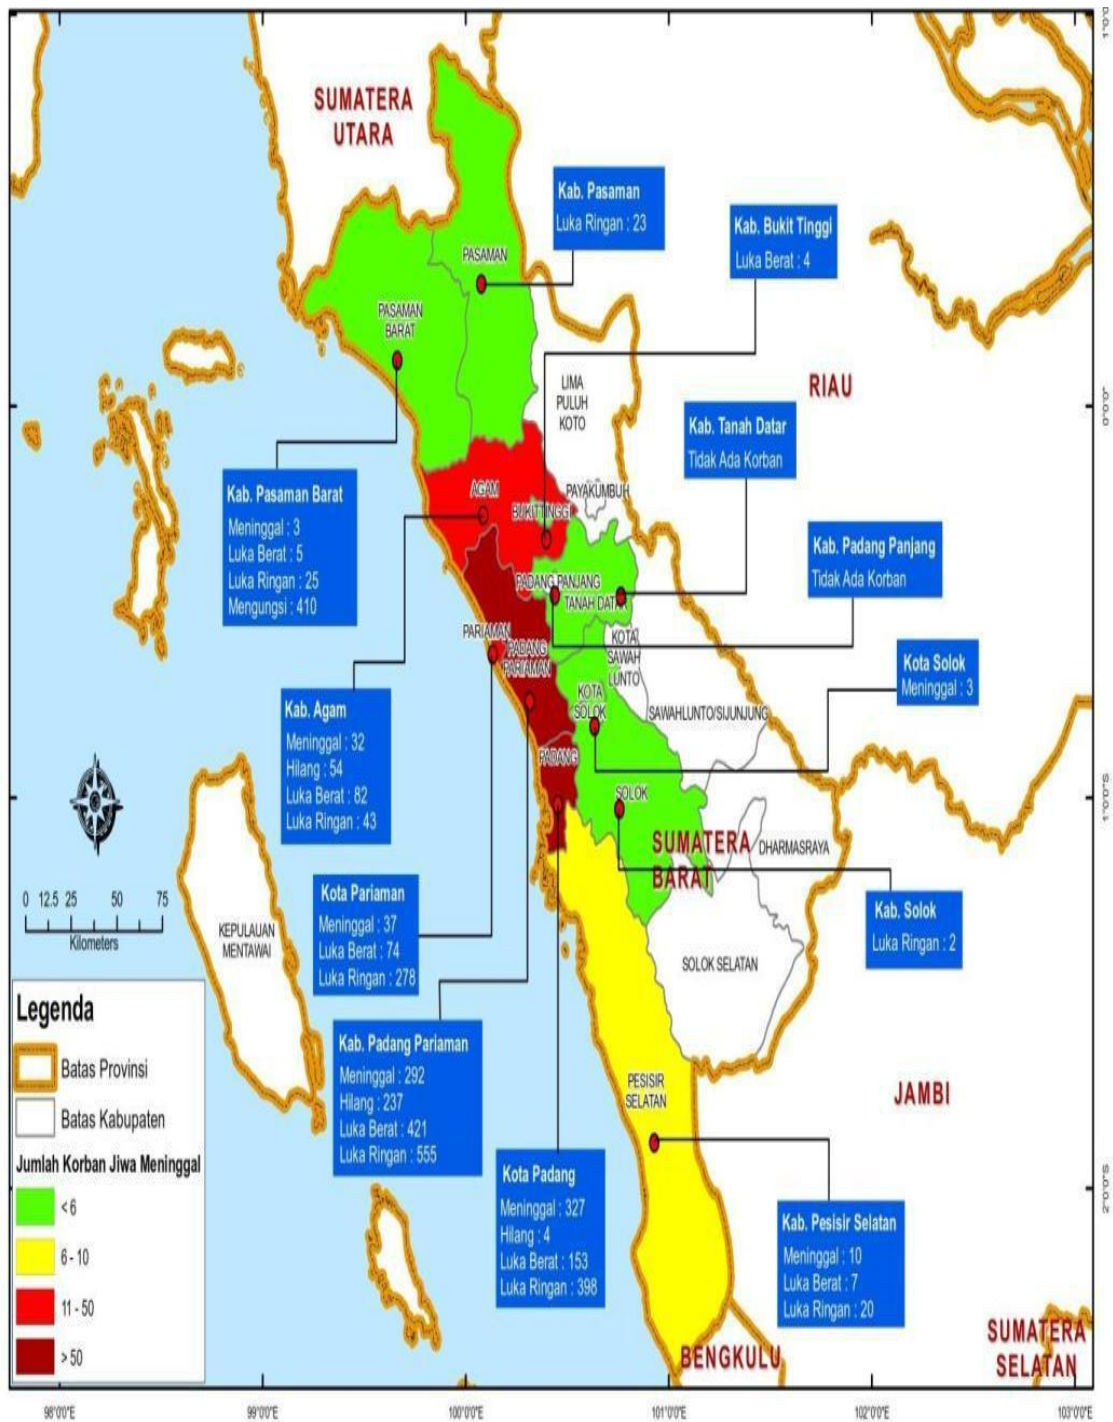 SUMATERA
UTARA
Kab. Pasaman
Luka Ringan : 23
Kab. Bukit Tinggi
Luka Berat : 4
PASAMAN
PASAMAN
BARAT
LIMA
PULUH
KOTO
RIAU
Kab. Tanah Datar
Tidak Ada Korban
Kab. Pasaman Barat
Meninggal : 3
Luka Berat : 5
Luka Ringan : 25
Mengungsi : 410
AGAM
BUKITTINGGI
PAYAKUMBUH
Kab. Padang Panjang
Tidak Ada Korban
PADANG PANJANG
TANAH DATAR
PARIAMAN
PADANG
PARIAMAN
KOTA
SAWAH
LUNTO
Kota Solok
Meninggal : 3
KOTA
SOLOK
SAWAHLUNTO/SIJUNJUNG
Kab. Agam
Meninggal : 32
Hilang : 54
Luka Berat : 82
Luka Ringan : 43
PADANG
SOLOK
SUMATERA
BARAT
DHARMASRAYA
0 12.5 25 50 75
Kilometers
KEPULAUAN
MENTAWAI
Kota Pariaman
Meninggal : 37
Luka Berat : 74
Luka Ringan : 278
Kab. Solok
Luka Ringan : 2
SOLOK SELATAN
Kab. Padang Pariaman
Meninggal : 292
Hilang : 237
Luka Berat : 421
Luka Ringan : 555
PESISIR
SELATAN
JAMBI
Kota Padang
Meninggal : 327
Hilang : 4
Luka Berat : 153
Luka Ringan : 398
Kab. Pesisir Selatan
Meninggal : 10
Luka Berat : 7
Luka Ringan : 20
BENGKULU
SUMATERA
SELATAN
Legenda
Batas Provinsi
Batas Kabupaten
Jumlah Korban Jiwa Meninggal
< 6
6 - 10
11 - 50
> 50
98°0'0"E 99°0'0"E 100°0'0"E 101°0'0"E 102°0'0"E 103°0'0"E